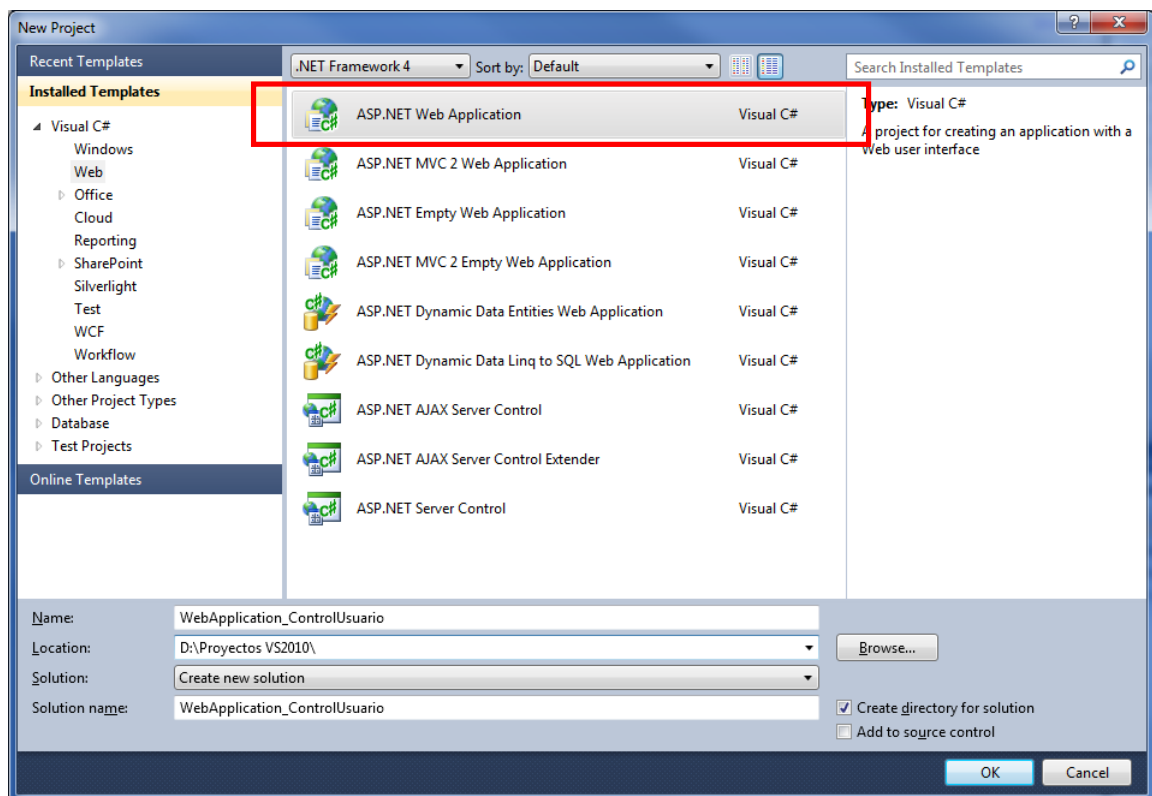 New Project
Recent Templates
Installed Templates
Visual C#
Windows
Web
Office
Cloud
Reporting
SharePoint
Silverlight
Test
WCF
Workflow
Other Languages
Other Project Types
Database
Test Projects
Online Templates
.NET Framework 4 Sort by: Default
ASP.NET Web Application Visual C#
ASP.NET MVC 2 Web Application Visual C#
ASP.NET Empty Web Application Visual C#
ASP.NET MVC 2 Empty Web Application Visual C#
ASP.NET Dynamic Data Entities Web Application Visual C#
ASP.NET Dynamic Data Linq to SQL Web Application Visual C#
ASP.NET AJAX Server Control Visual C#
ASP.NET AJAX Server Control Extender Visual C#
ASP.NET Server Control Visual C#
Search Installed Templates
Type: Visual C#
A project for creating an application with a
Web user interface
Name: WebApplication_ControlUsuario
Location: D:\Proyectos VS2010\ Browse...
Solution: Create new solution
Solution name: WebApplication_ControlUsuario
Create directory for solution
Add to source control
OK Cancel